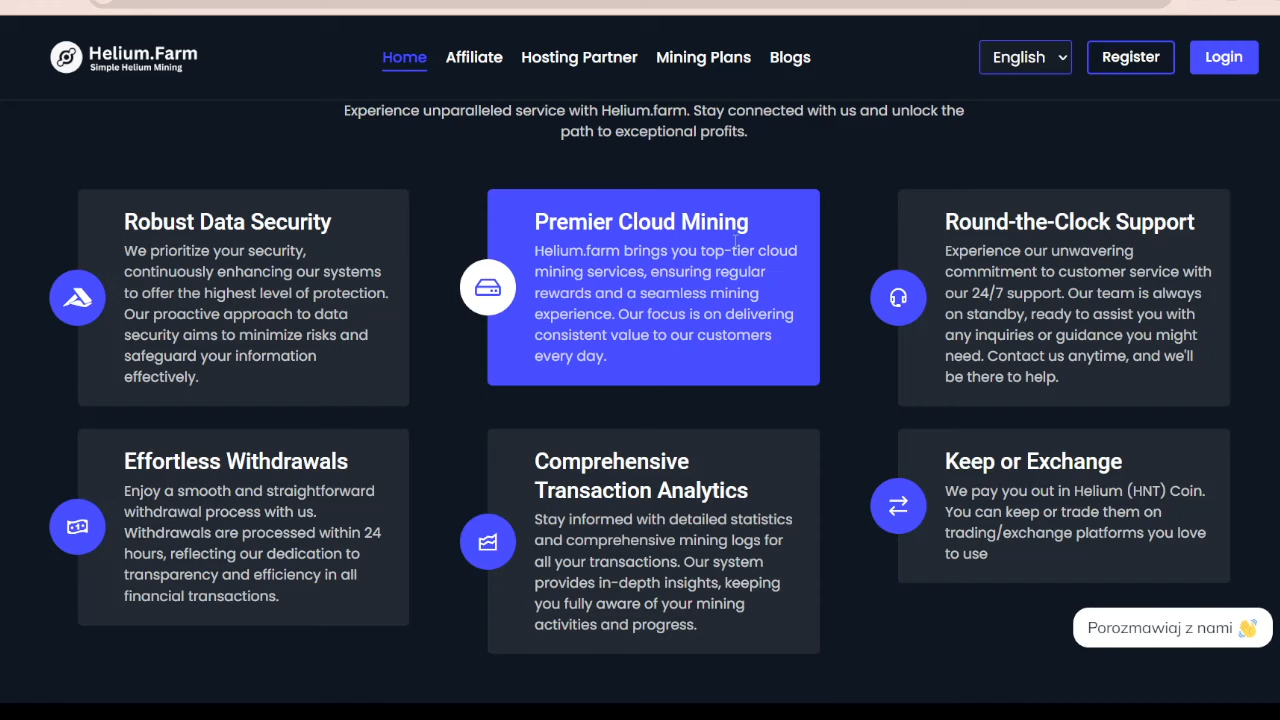 Helium.Farm
Simple Helium Mining
Home
Affiliate
Hosting Partner
Mining Plans
Blogs
English
Register
Login
Experience unparalleled service with Helium.farm. Stay connected with us and unlock the
path to exceptional profits.
Robust Data Security
We prioritize your security,
continuously enhancing our systems
to offer the highest level of protection.
Our proactive approach to data
security aims to minimize risks and
safeguard your information
effectively.
Premier Cloud Mining
Helium.farm brings you top-tier cloud
mining services, ensuring regular
rewards and a seamless mining
experience. Our focus is on delivering
consistent value to our customers
every day.
Round-the-Clock Support
Experience our unwavering
commitment to customer service with
our 24/7 support. Our team is always
on standby, ready to assist you with
any inquiries or guidance you might
need. Contact us anytime, and we'll
be there to help.
Effortless Withdrawals
Enjoy a smooth and straightforward
withdrawal process with us.
Withdrawals are processed within 24
hours, reflecting our dedication to
transparency and efficiency in all
financial transactions.
Comprehensive
Transaction Analytics
Stay informed with detailed statistics
and comprehensive mining logs for
all your transactions. Our system
provides in-depth insights, keeping
you fully aware of your mining
activities and progress.
Keep or Exchange
We pay you out in Helium (HNT) Coin.
You can keep or trade them on
trading/exchange platforms you love
to use
Porozmawiaj z nami 👋